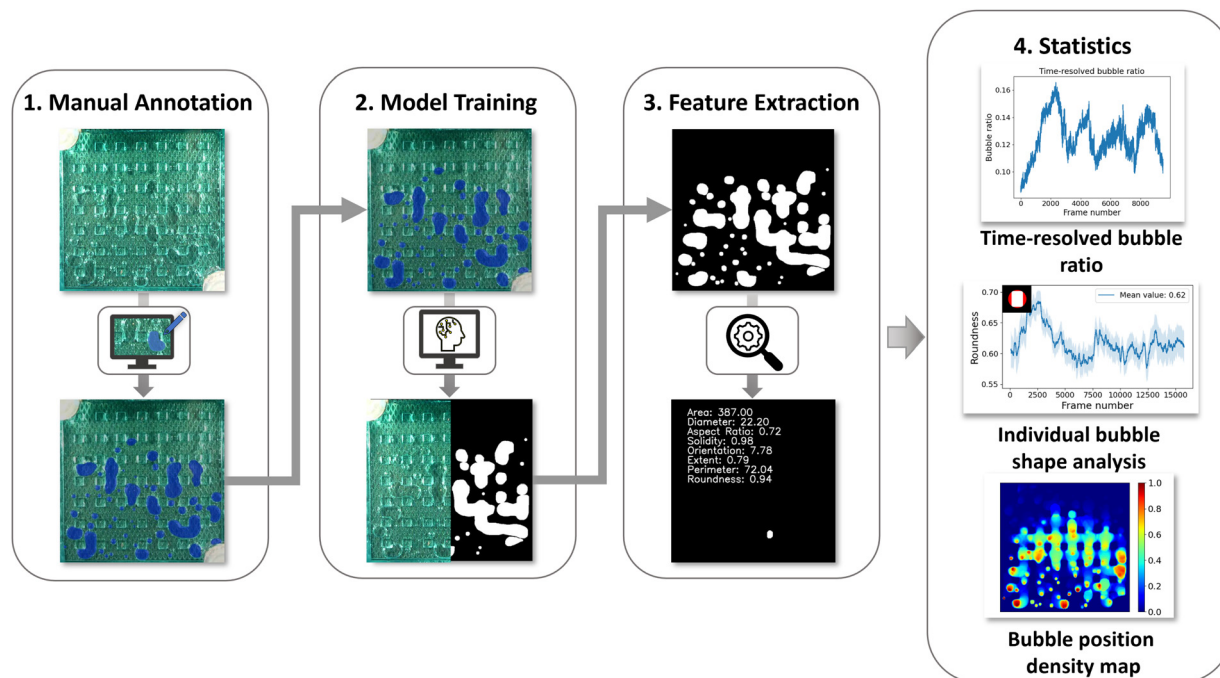 1. Manual Annotation
2. Model Training
3. Feature Extraction
Area: 387.00
Diameter: 22.20
Aspect Ratio: 0.72
Solidity: 0.98
Orientation: 7.78
Extent: 0.79
Perimeter: 72.04
Roundness: 0.94
4. Statistics
Time-resolved bubble ratio
Bubble ratio
0.16
0.14
0.12
0.10
0 2000 4000 6000 8000
Frame number
Time-resolved bubble
ratio
Mean value: 0.62
Roundness
0.70
0.65
0.60
0.55
0 2500 5000 7500 10000 12500 15000
Frame number
Individual bubble
shape analysis
1.0
0.8
0.6
0.4
0.2
0.0
Bubble position
density map